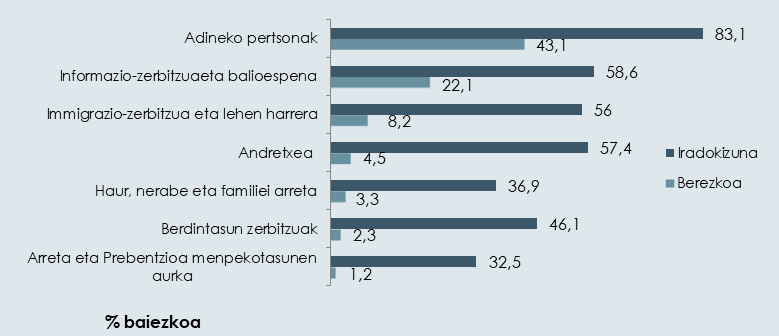 Adineko pertsonak 83,1
43,1
Informazio-zerbitzuaeta balioespena 58,6
22,1
Immigrazio-zerbitzua eta lehen harrera 56
8,2
Andretxea 57,4
4,5
Haur, nerabe eta familiei arreta 36,9
3,3
Berdintasun zerbitzuak 46,1
2,3
Arreta eta Prebentzioa menpekotasunen
aurka
32,5
1,2
Iradokizuna
Berezkoa
% baiezkoa